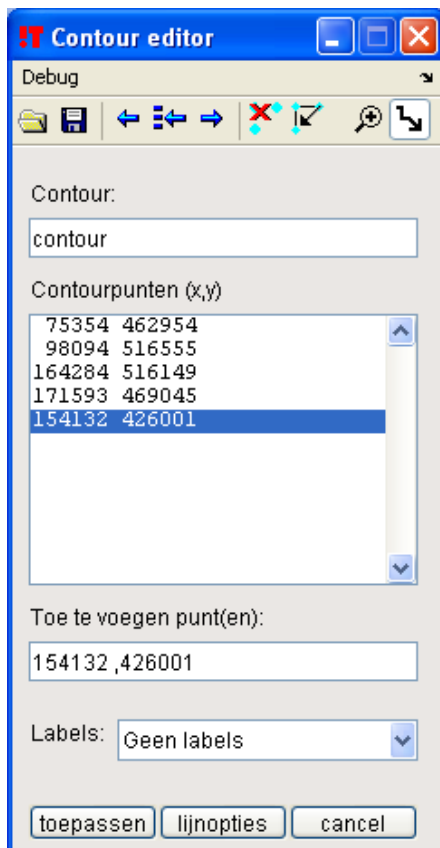 Contour editor
Debug
Contour:
contour
Contourpunten (x,y)
75354 462954
98094 516555
164284 516149
171593 469045
154132 426001
Toe te voegen punt(en):
154132 ,426001
Labels: Geen labels
toepassen lijnopties cancel